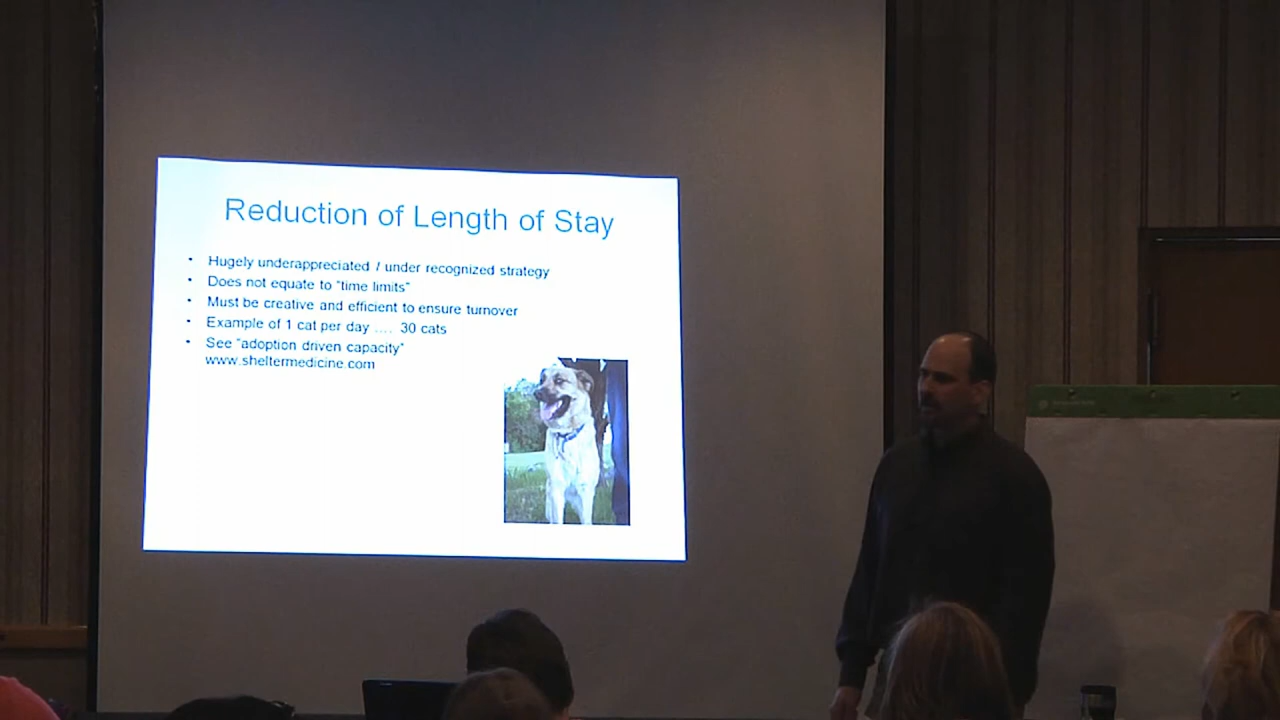 Reduction of Length of Stay
• Hugely underappreciated / under recognized strategy
• Does not equate to "time limits"
• Must be creative and efficient to ensure turnover
• Example of 1 cat per day .... 30 cats
• See "adoption driven capacity"
www.sheltermedicine.com